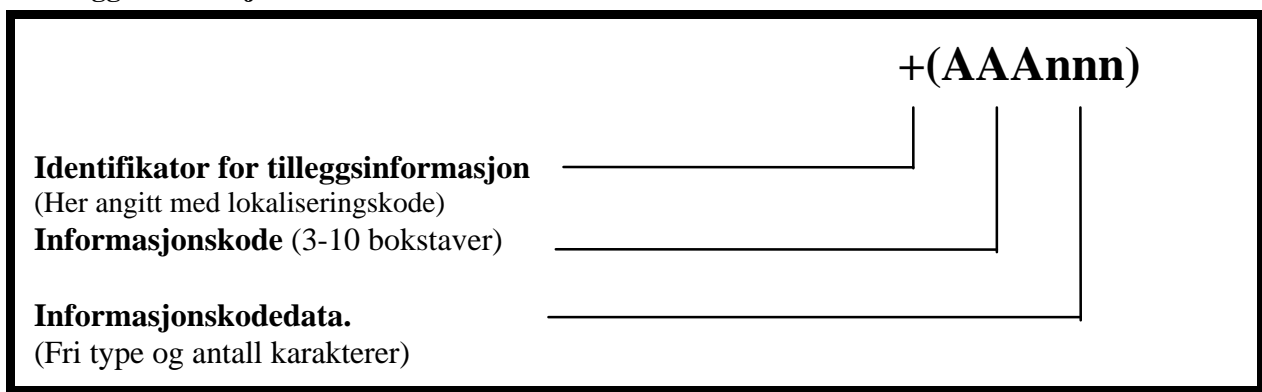 +(AAAnnn)
Identifikator for tilleggsinformasjon
(Her angitt med lokaliseringskode)
Informasjonskode (3-10 bokstaver)
Informasjonskodedata.
(Fri type og antall karakterer)